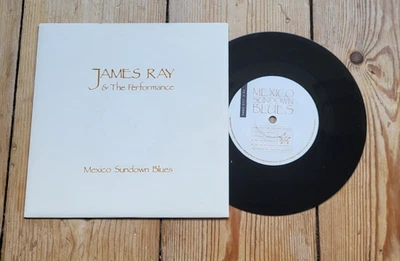 JAMES RAY
& The Performance
Mexico Sundown Blues
MEXICO
SUNDOWN
BLUES